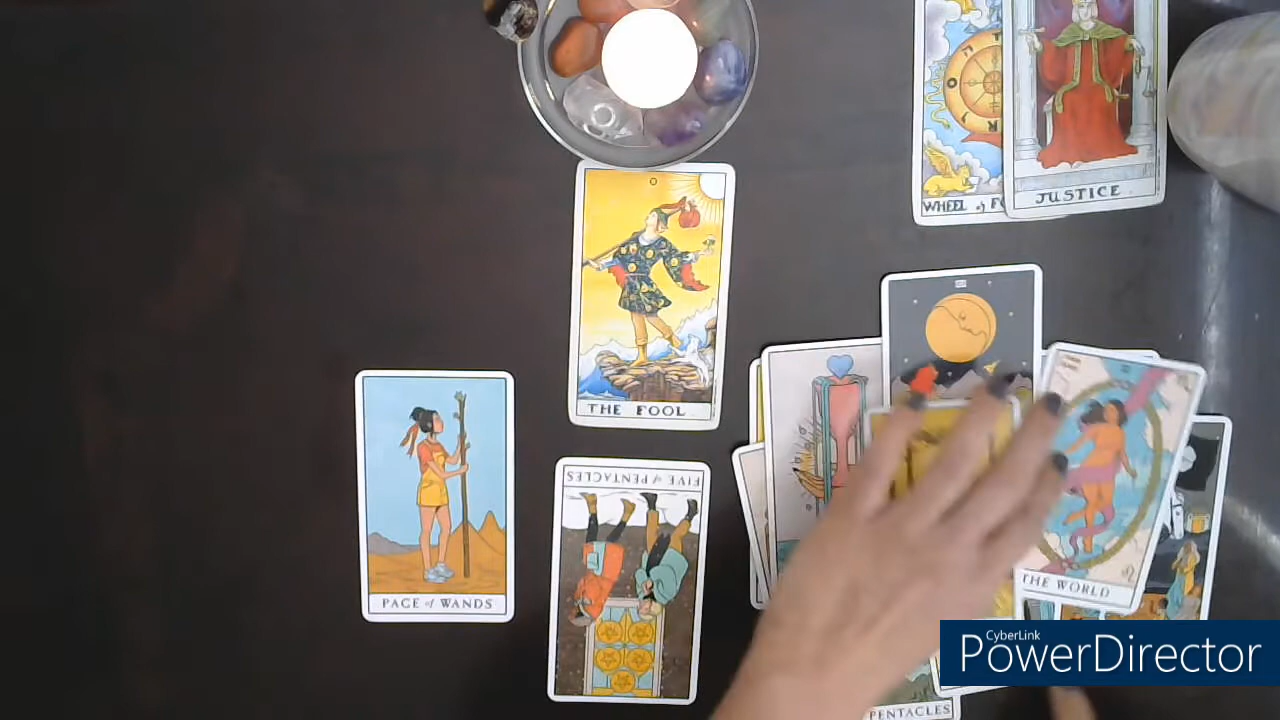 WHEEL of F
JUSTICE
THE FOOL
FIVE of PENTACLES
PAGE of WANDS
THE WORLD
PENTACLES
CyberLink
PowerDirector